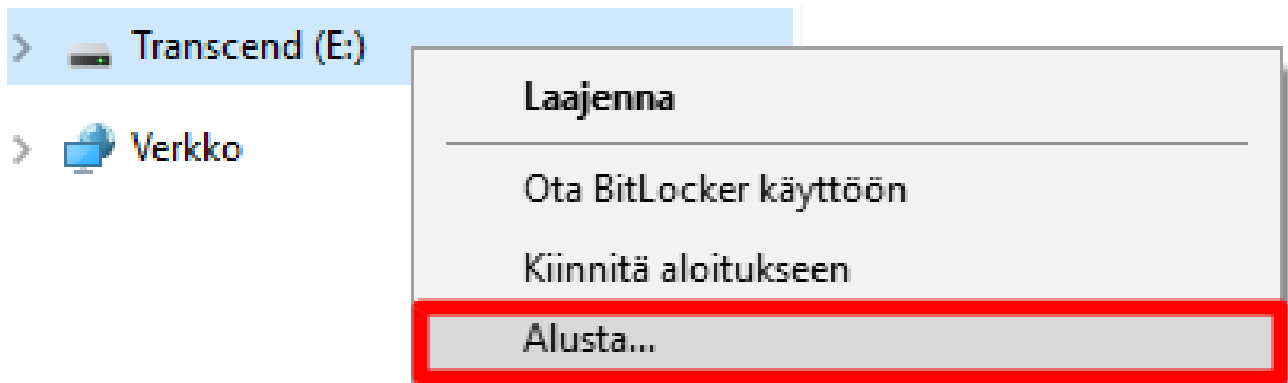 Transcend (E:)
Laajenna
Verkko
Ota BitLocker käyttöön
Kiinnitä aloitukseen
Alusta...